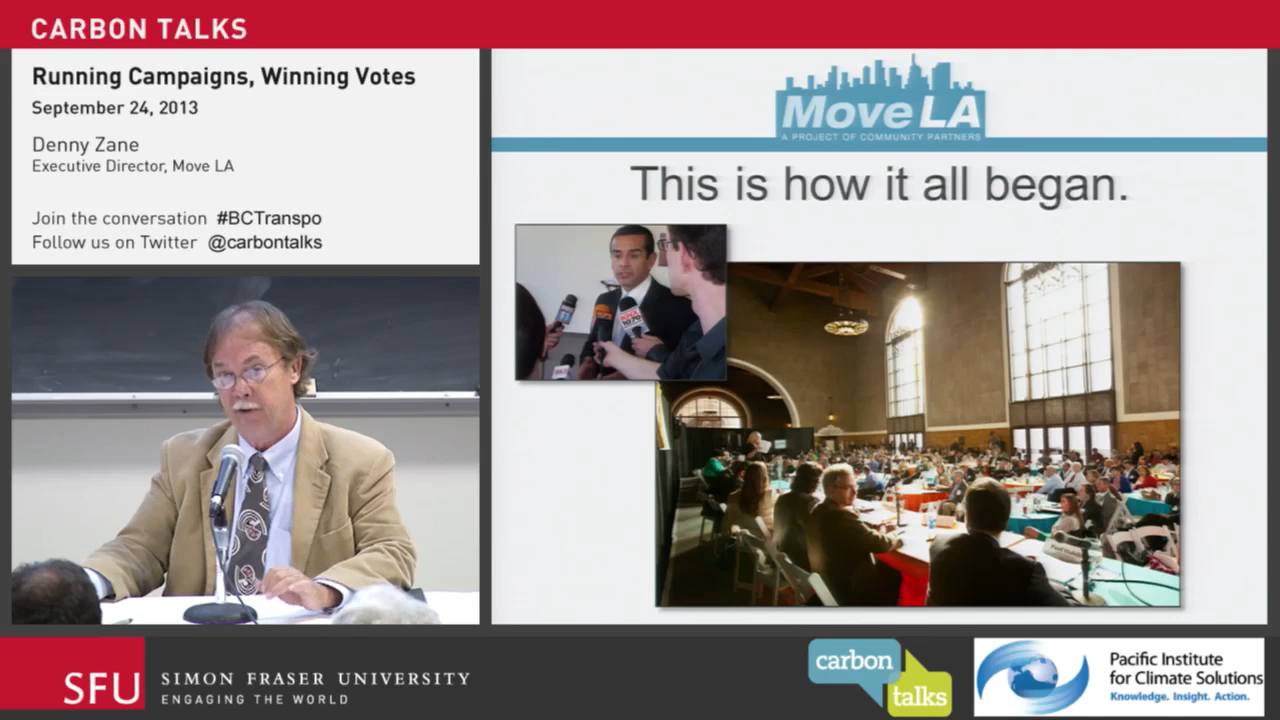 CARBON TALKS
Running Campaigns, Winning Votes
September 24, 2013
Denny Zane
Executive Director, Move LA
Join the conversation #BCTranspo
Follow us on Twitter @carbontalks
Move LA
A PROJECT OF COMMUNITY PARTNERS
This is how it all began.
SFU
SIMON FRASER UNIVERSITY
ENGAGING THE WORLD
carbon
talks
Pacific Institute
for Climate Solutions
Knowledge. Insight. Action.